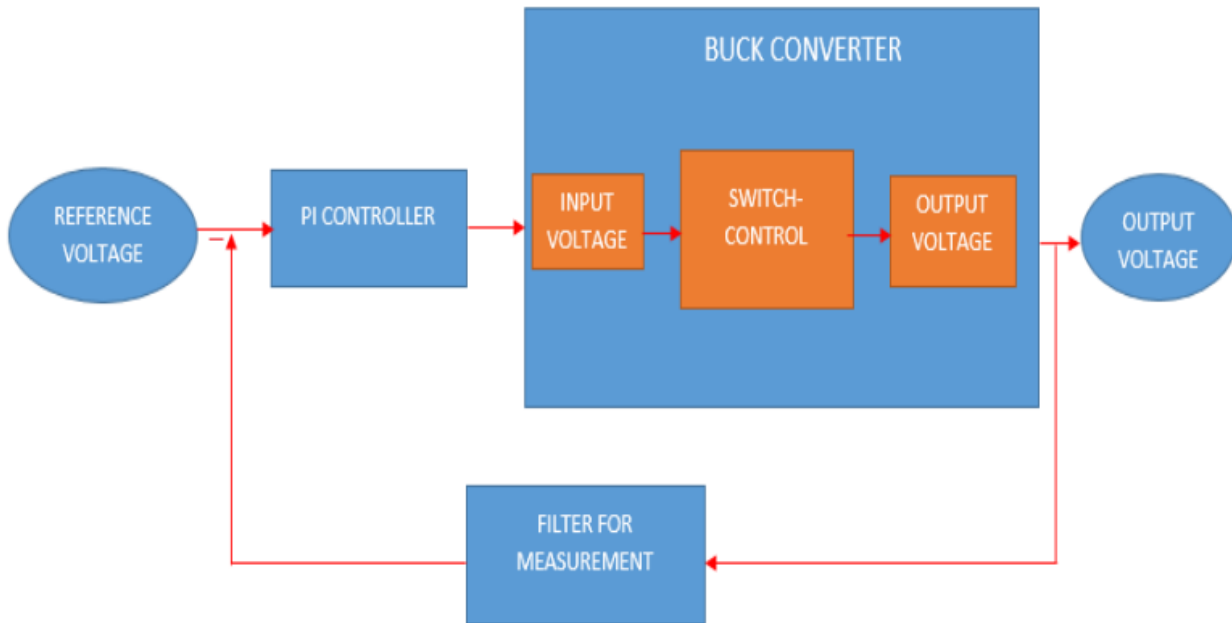 BUCK CONVERTER
REFERENCE
VOLTAGE
–
PI CONTROLLER
INPUT
VOLTAGE
SWITCH-
CONTROL
OUTPUT
VOLTAGE
OUTPUT
VOLTAGE
FILTER FOR
MEASUREMENT